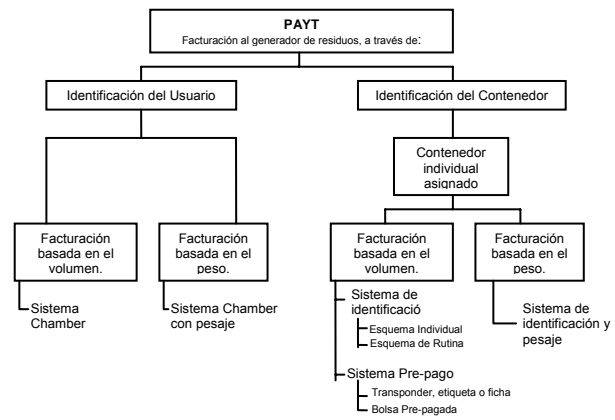 PAYT
Facturación al generador de residuos, a través de:
Identificación del Usuario
Identificación del Contenedor
Contenedor
individual
asignado
Facturación
basada en el
volumen.
Facturación
basada en el
peso.
Facturación
basada en el
volumen.
Facturación
basada en el
peso.
Sistema
Chamber
Sistema Chamber
con pesaje
Sistema de
identificació
Esquema Individual
Esquema de Rutina
Sistema Pre-pago
Transponder, etiqueta o ficha
Bolsa Pre-pagada
Sistema de
identificación y
pesaje